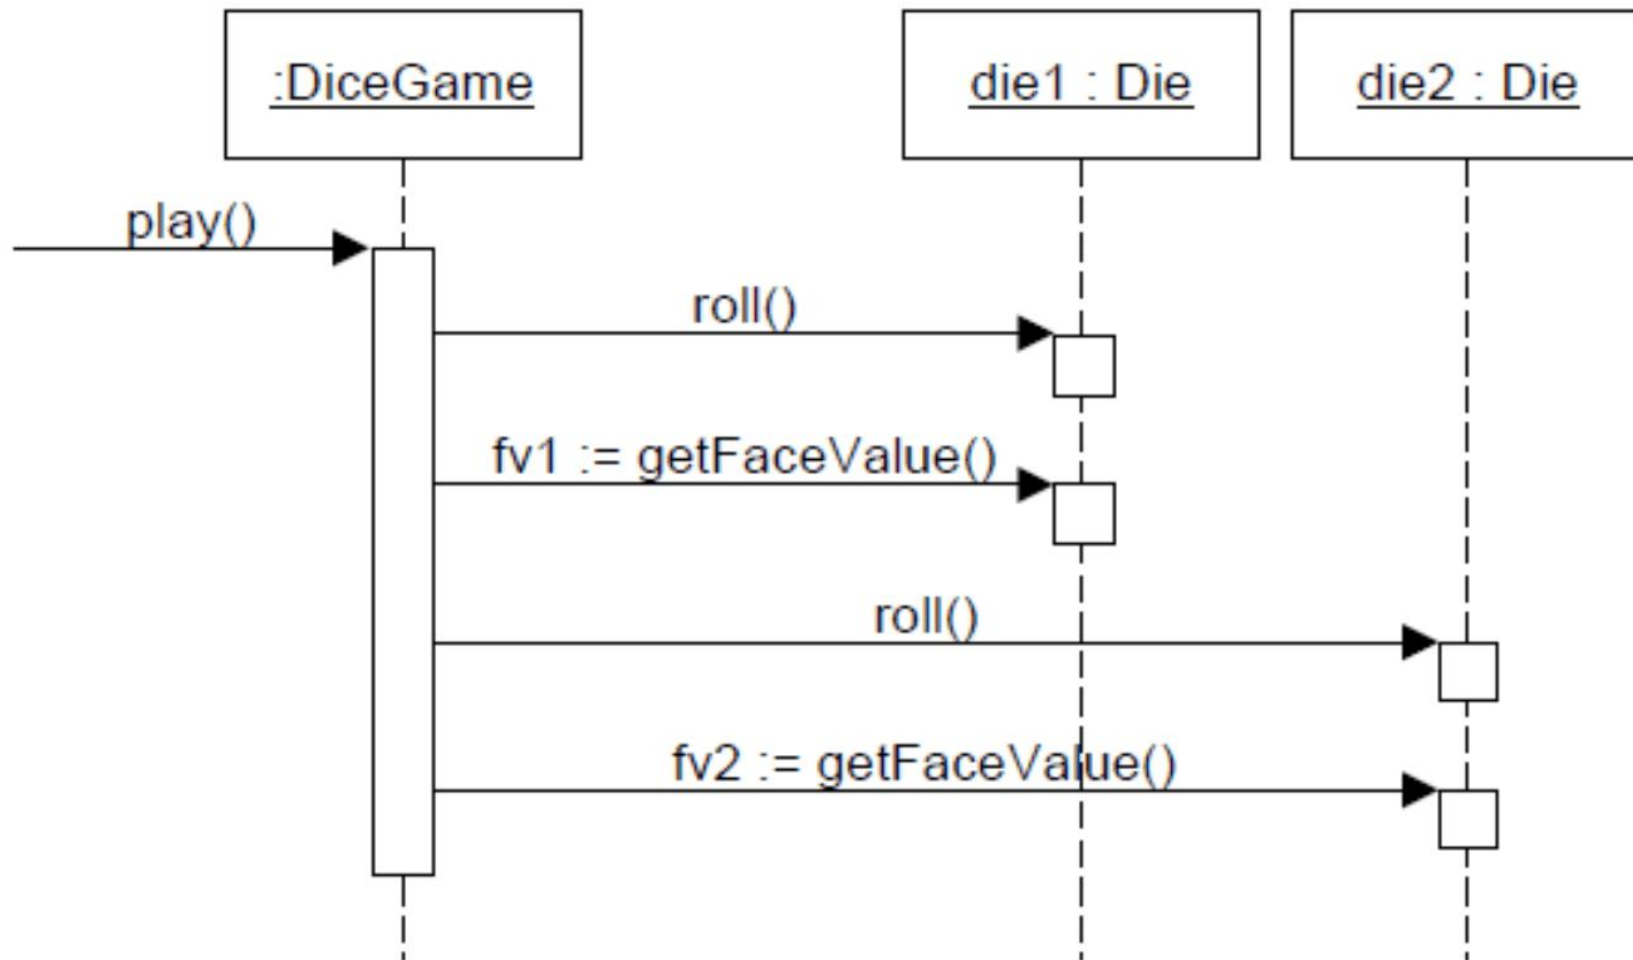 :DiceGame
die1 : Die
die2 : Die
play()
roll()
fv1 := getFaceValue()
roll()
fv2 := getFaceValue()